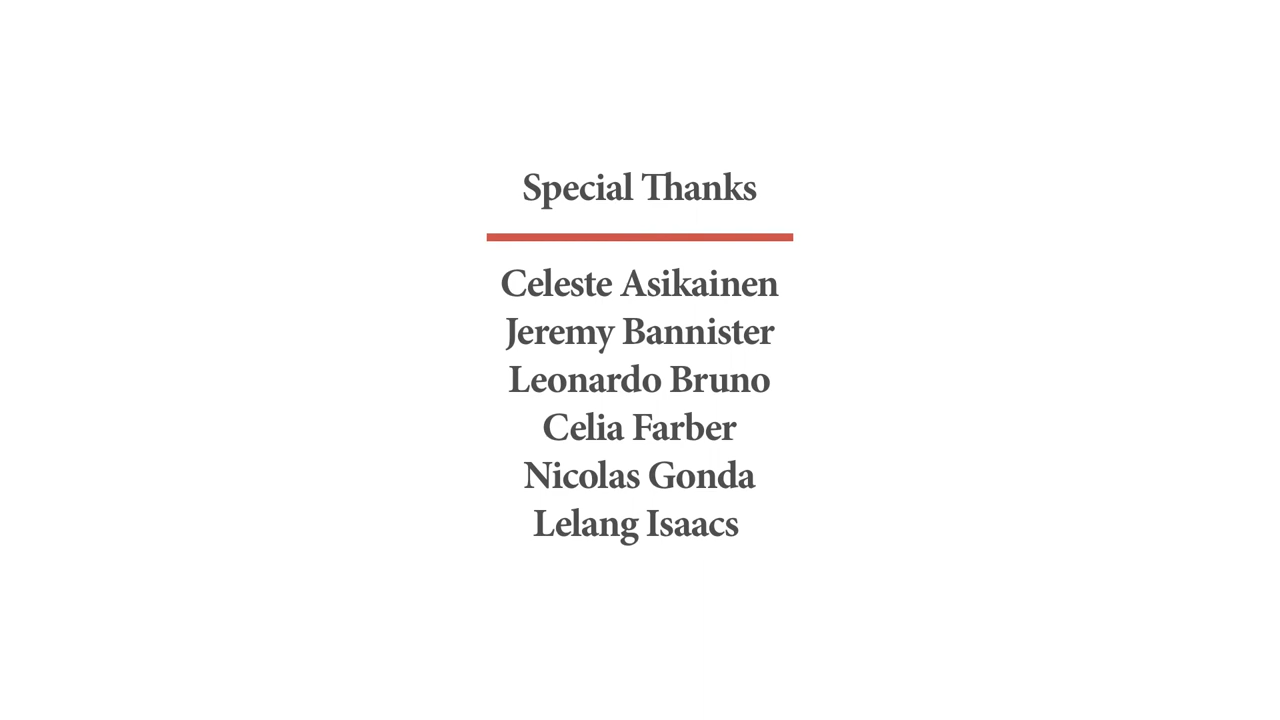 Special Thanks
Celeste Asikainen
Jeremy Bannister
Leonardo Bruno
Celia Farber
Nicolas Gonda
Lelang Isaacs